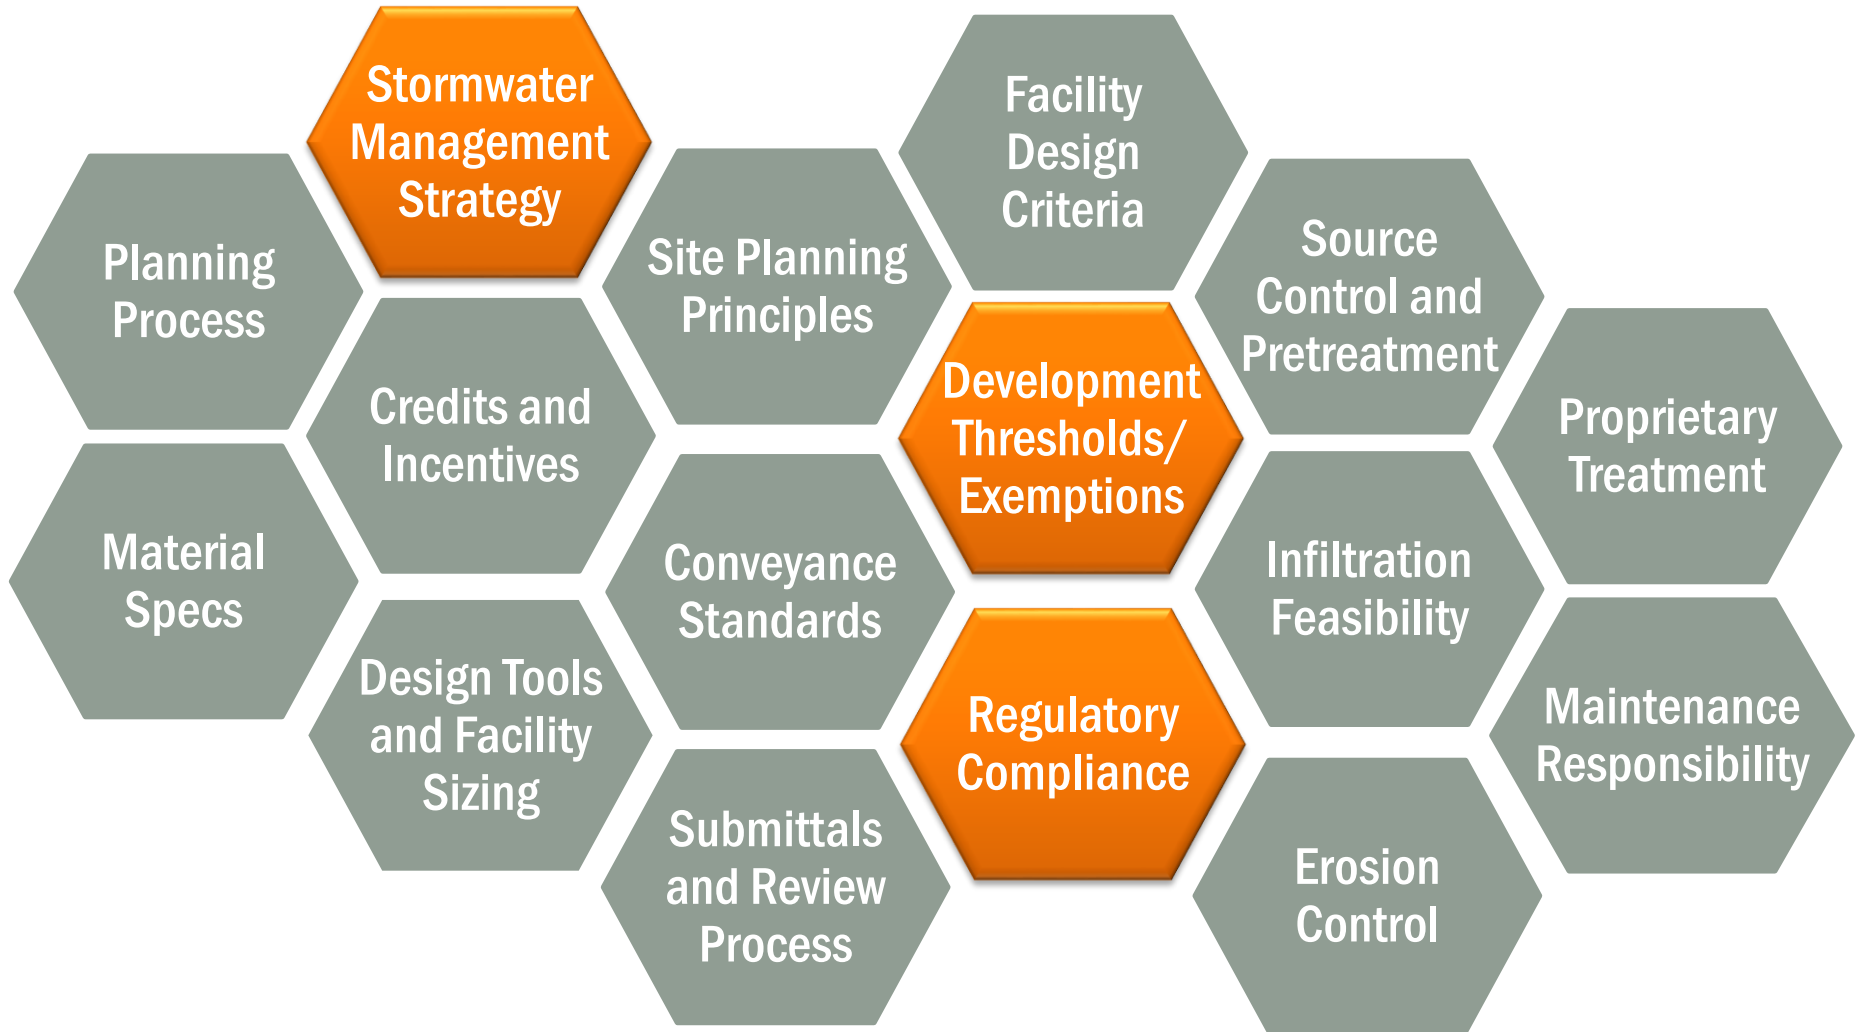 Stormwater
Management
Strategy
Facility
Design
Criteria
Planning
Process
Site Planning
Principles
Source
Control and
Pretreatment
Credits and
Incentives
Development
Thresholds/
Exemptions
Proprietary
Treatment
Material
Specs
Conveyance
Standards
Infiltration
Feasibility
Design Tools
and Facility
Sizing
Regulatory
Compliance
Maintenance
Responsibility
Submittals
and Review
Process
Erosion
Control